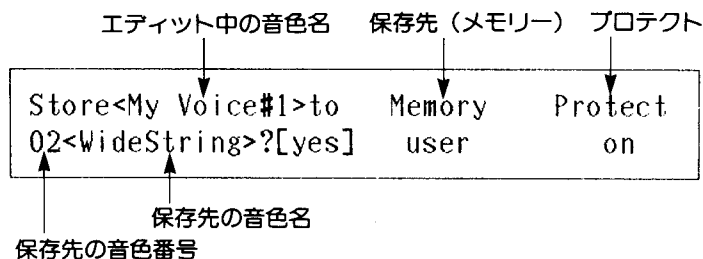 エディット中の音色名 保存先（メモリー） プロテクト
Store<My Voice#1>to Memory Protect
02<WideString>?[yes] user on
保存先の音色名
保存先の音色番号